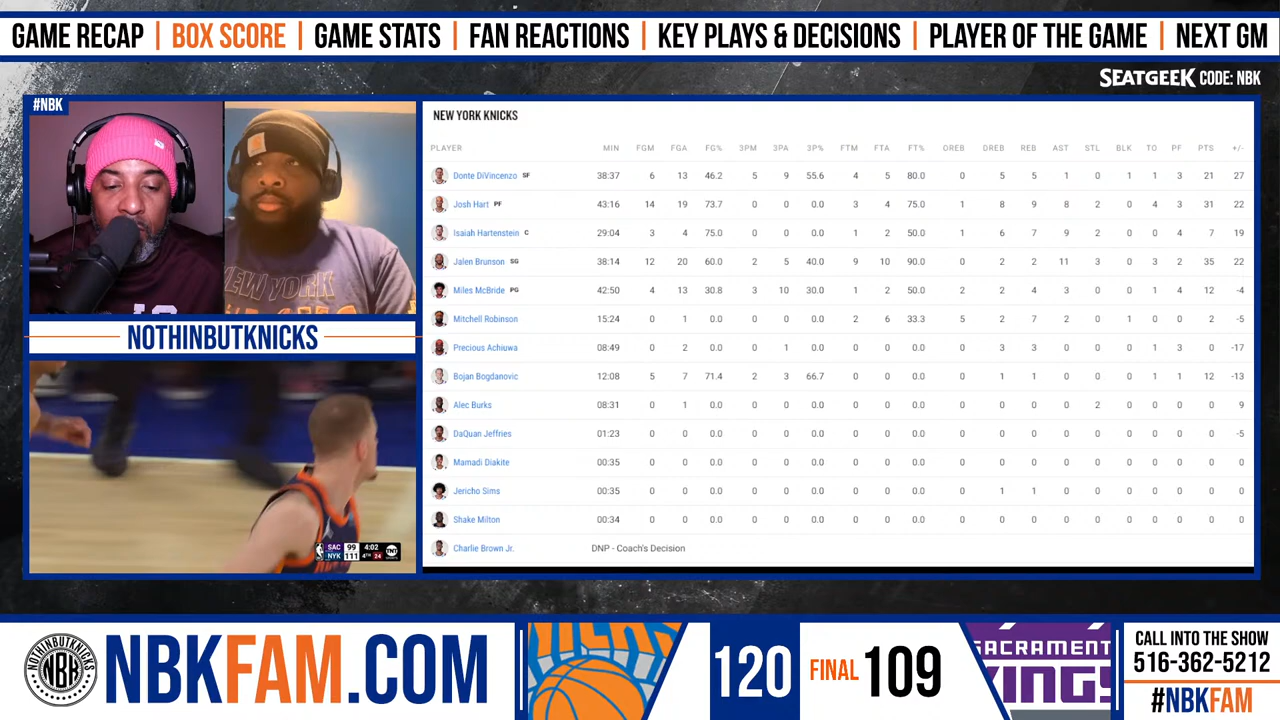 GAME RECAP | BOX SCORE | GAME STATS | FAN REACTIONS | KEY PLAYS & DECISIONS | PLAYER OF THE GAME | NEXT GM
SEATGEEK CODE: NBK
#NBK
NEW YORK
NOTHINBUTKNICKS
SAC 99 4:02
NYK 111 4TH 24
TNT
NEW YORK KNICKS
PLAYER MIN FGM FGA FG% 3PM 3PA 3P% FTM FTA FT% OREB DREB REB AST STL BLK TO PF PTS +/-
Donte DiVincenzo SF 38:37 6 13 46.2 5 9 55.6 4 5 80.0 0 5 5 1 0 1 1 3 21 27
Josh Hart PF 43:16 14 19 73.7 0 0 0.0 3 4 75.0 1 8 9 8 2 0 4 3 31 22
Isaiah Hartenstein C 29:04 3 4 75.0 0 0 0.0 1 2 50.0 1 6 7 9 2 0 0 4 7 19
Jalen Brunson SG 38:14 12 20 60.0 2 5 40.0 9 10 90.0 0 2 2 11 3 0 3 2 35 22
Miles McBride PG 42:50 4 13 30.8 3 10 30.0 1 2 50.0 2 2 4 3 0 0 1 4 12 -4
Mitchell Robinson 15:24 0 1 0.0 0 0 0.0 2 6 33.3 5 2 7 2 0 1 0 0 2 -5
Precious Achiuwa 08:49 0 2 0.0 0 1 0.0 0 0 0.0 0 3 3 0 0 0 1 3 0 -17
Bojan Bogdanovic 12:08 5 7 71.4 2 3 66.7 0 0 0.0 0 1 1 0 0 0 1 1 12 -13
Alec Burks 08:31 0 1 0.0 0 0 0.0 0 0 0.0 0 0 0 0 2 0 0 0 0 9
DaQuan Jeffries 01:23 0 0 0.0 0 0 0.0 0 0 0.0 0 0 0 0 0 0 0 0 0 -5
Mamadi Diakite 00:35 0 0 0.0 0 0 0.0 0 0 0.0 0 0 0 0 0 0 0 0 0 0
Jericho Sims 00:35 0 0 0.0 0 0 0.0 0 0 0.0 0 1 1 0 0 0 0 0 0 0
Shake Milton 00:34 0 0 0.0 0 0 0.0 0 0 0.0 0 0 0 0 0 0 0 0 0 0
Charlie Brown Jr. DNP - Coach's Decision
NOTHINBUTKNICKS
NBK
NBKFAM.COM
120 FINAL 109
SACRAMENTO
KINGS
CALL INTO THE SHOW
516-362-5212
#NBKFAM